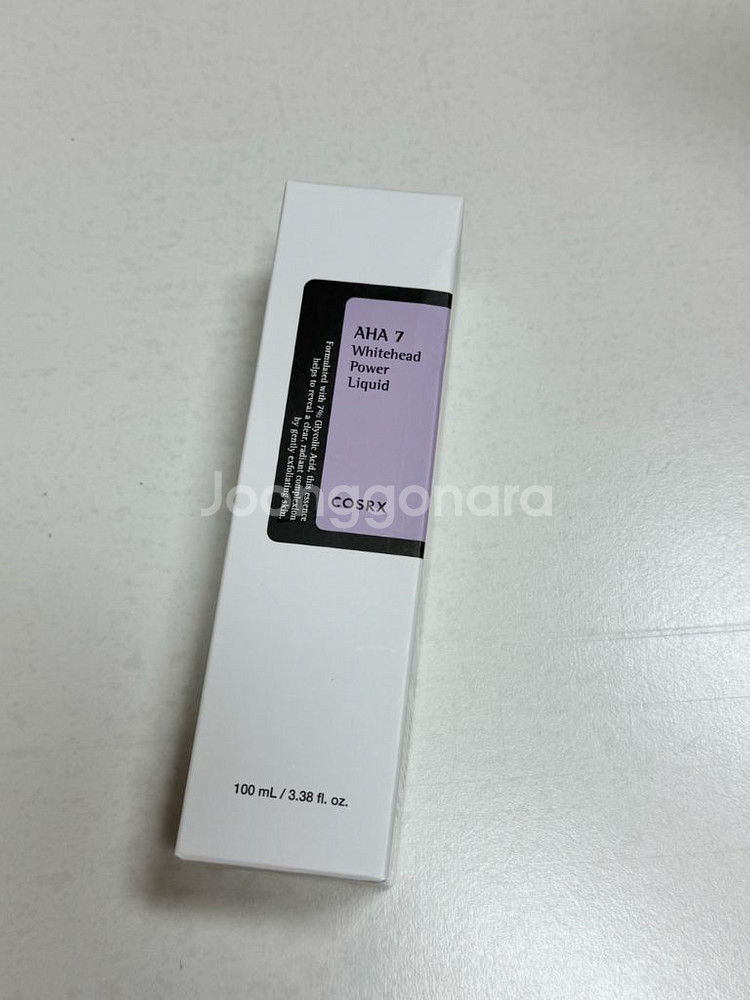 AHA 7
Whitehead
Power
Liquid
Formulated with 7% Glycolic Acid, this essence
helps to reveal a clear, radiant complexion
by gently exfoliating skin.
COSRX
Joonggonara
100 mL / 3.38 fl. oz.